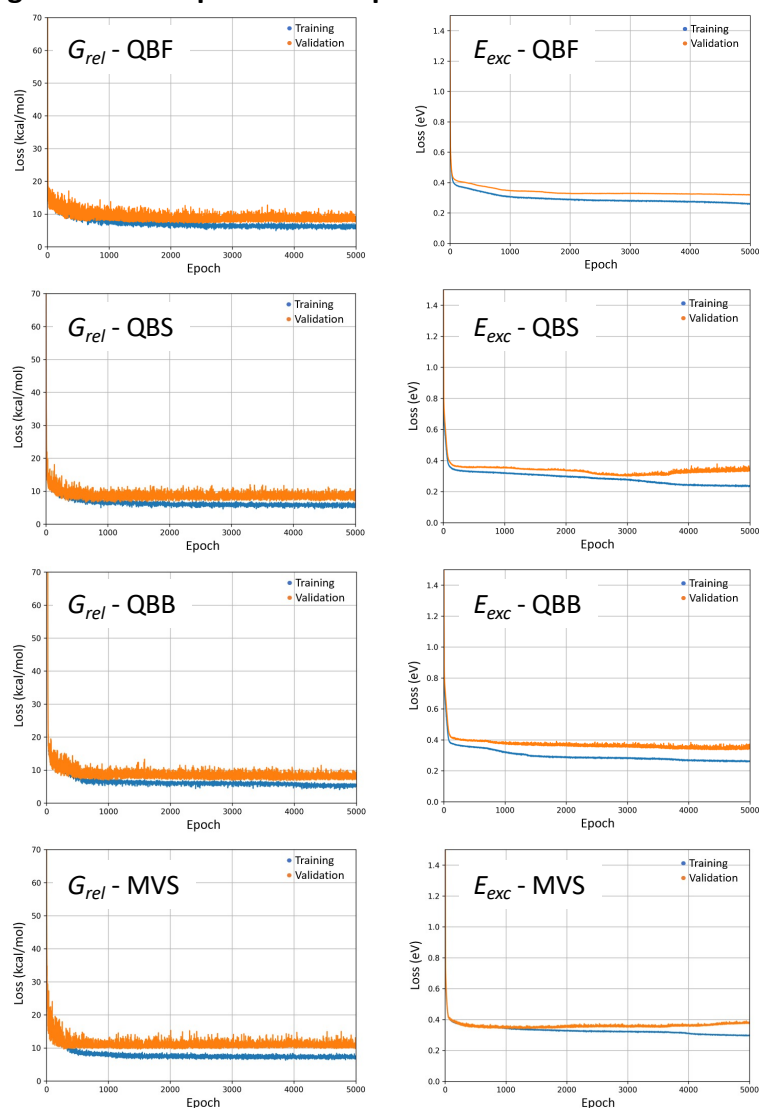 G_rel - QBF
Training
Validation
Loss (kcal/mol)
70
60
50
40
30
20
10
0
0 1000 2000 3000 4000 5000
Epoch
E_exc - QBF
Training
Validation
Loss (eV)
1.4
1.2
1.0
0.8
0.6
0.4
0.2
0.0
0 1000 2000 3000 4000 5000
Epoch
G_rel - QBS
Training
Validation
Loss (kcal/mol)
70
60
50
40
30
20
10
0
0 1000 2000 3000 4000 5000
Epoch
E_exc - QBS
Training
Validation
Loss (eV)
1.4
1.2
1.0
0.8
0.6
0.4
0.2
0.0
0 1000 2000 3000 4000 5000
Epoch
G_rel - QBB
Training
Validation
Loss (kcal/mol)
70
60
50
40
30
20
10
0
0 1000 2000 3000 4000 5000
Epoch
E_exc - QBB
Training
Validation
Loss (eV)
1.4
1.2
1.0
0.8
0.6
0.4
0.2
0.0
0 1000 2000 3000 4000 5000
Epoch
G_rel - MVS
Training
Validation
Loss (kcal/mol)
70
60
50
40
30
20
10
0
0 1000 2000 3000 4000 5000
Epoch
E_exc - MVS
Training
Validation
Loss (eV)
1.4
1.2
1.0
0.8
0.6
0.4
0.2
0.0
0 1000 2000 3000 4000 5000
Epoch